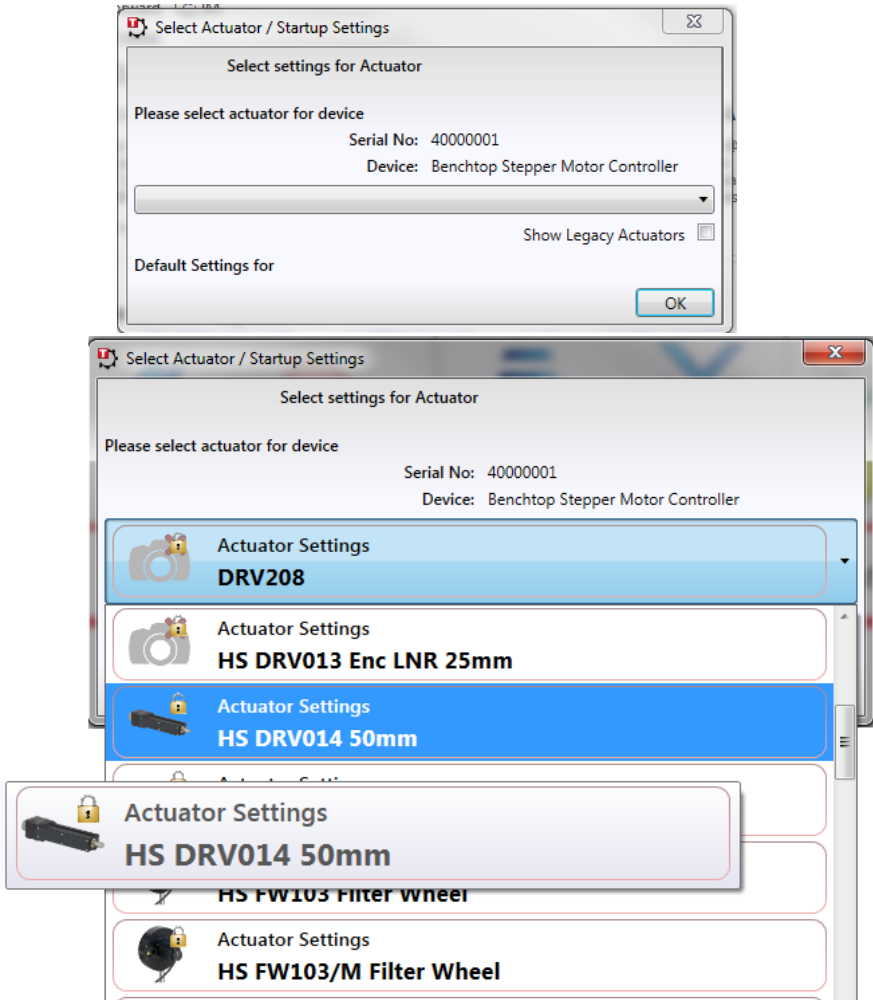 Select Actuator / Startup Settings
Select settings for Actuator
Please select actuator for device
Serial No: 40000001
Device: Benchtop Stepper Motor Controller
Show Legacy Actuators
Default Settings for
OK
Select Actuator / Startup Settings
Select settings for Actuator
Please select actuator for device
Serial No: 40000001
Device: Benchtop Stepper Motor Controller
Actuator Settings
DRV208
Actuator Settings
HS DRV013 Enc LNR 25mm
Actuator Settings
HS DRV014 50mm
Actuator Settings
HS DRV014 50mm
HS FW103 Filter Wheel
Actuator Settings
HS FW103/M Filter Wheel